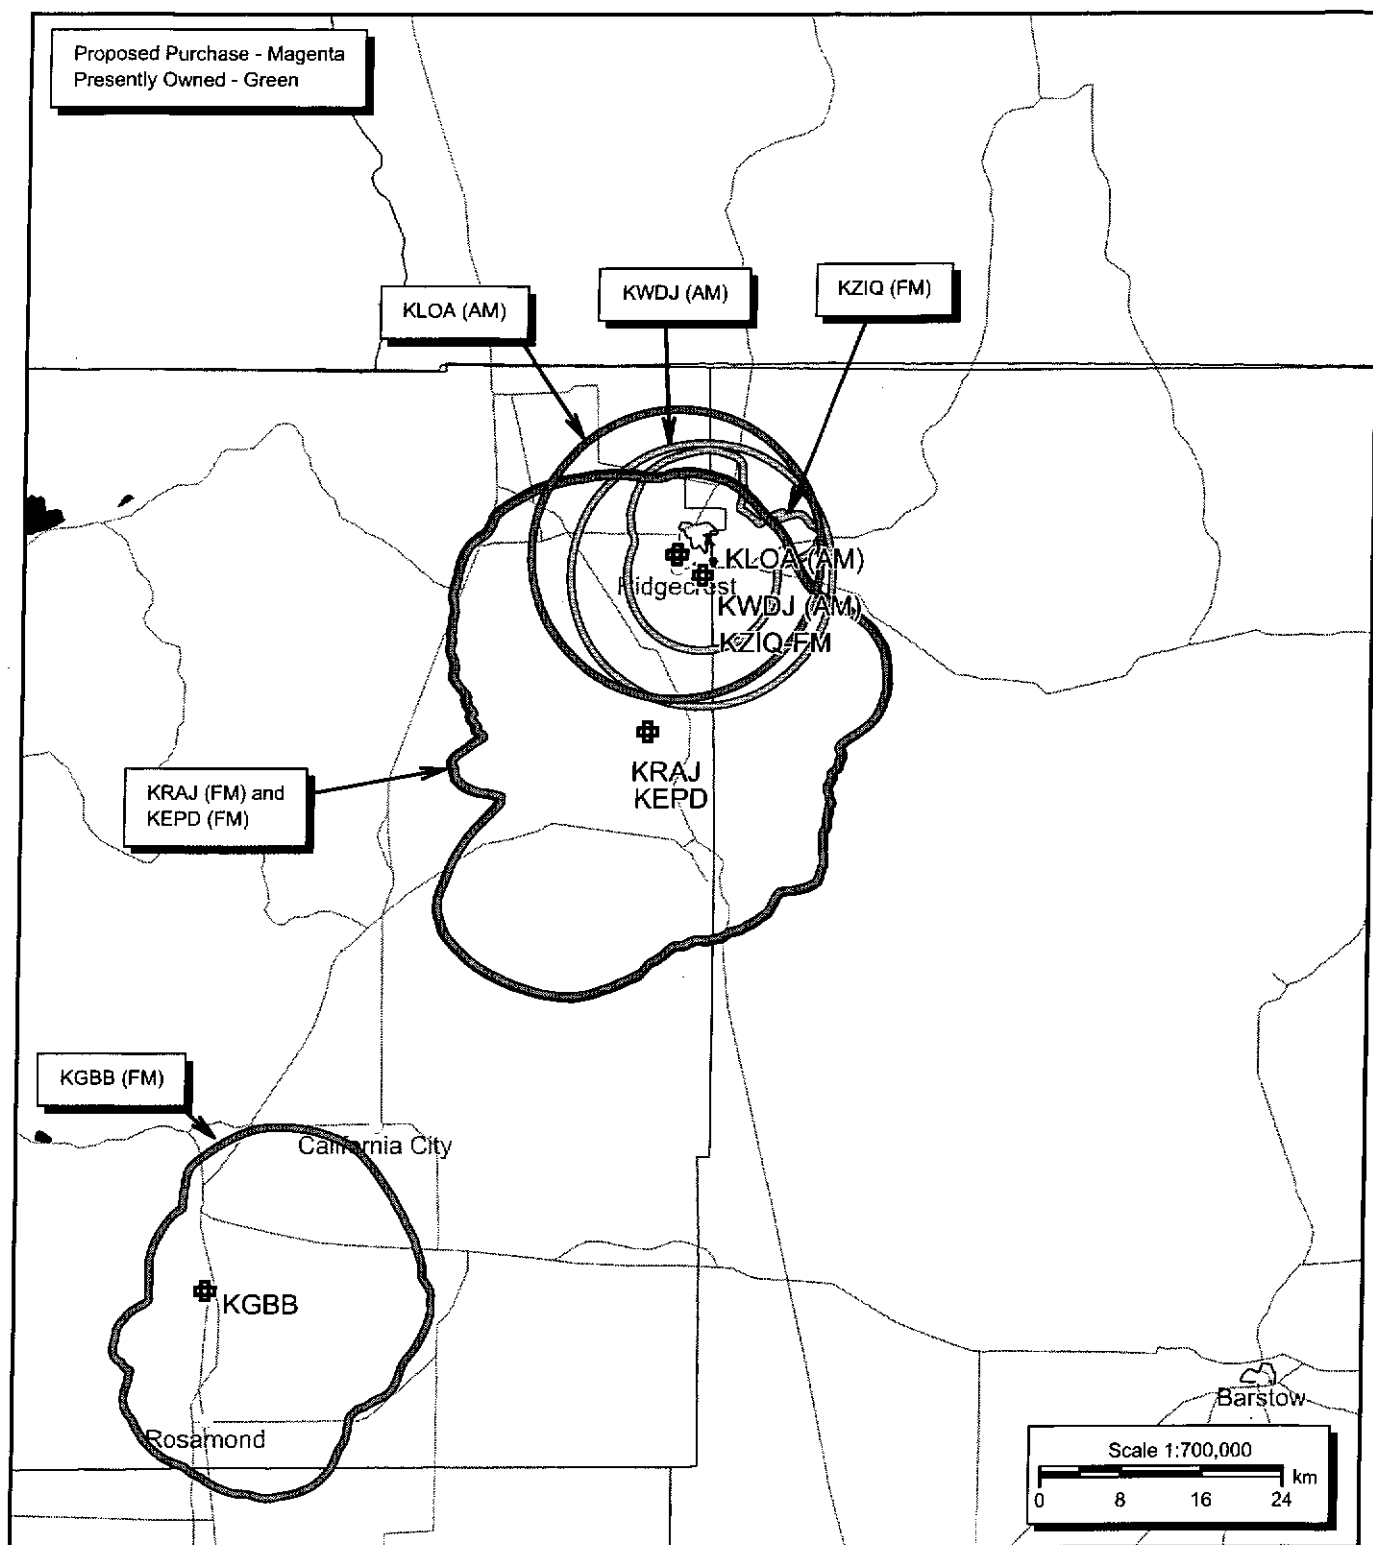 Proposed Purchase - Magenta
Presently Owned - Green
KLOA (AM)
KWDJ (AM)
KZIQ (FM)
KLOA (AM)
Ridgecrest
KWDJ (AM)
KZIQ-FM
KRAJ
KEPD
KRAJ (FM) and
KEPD (FM)
KGBB (FM)
California City
KGBB
Rosamond
Barstow
Scale 1:700,000
km
0 8 16 24